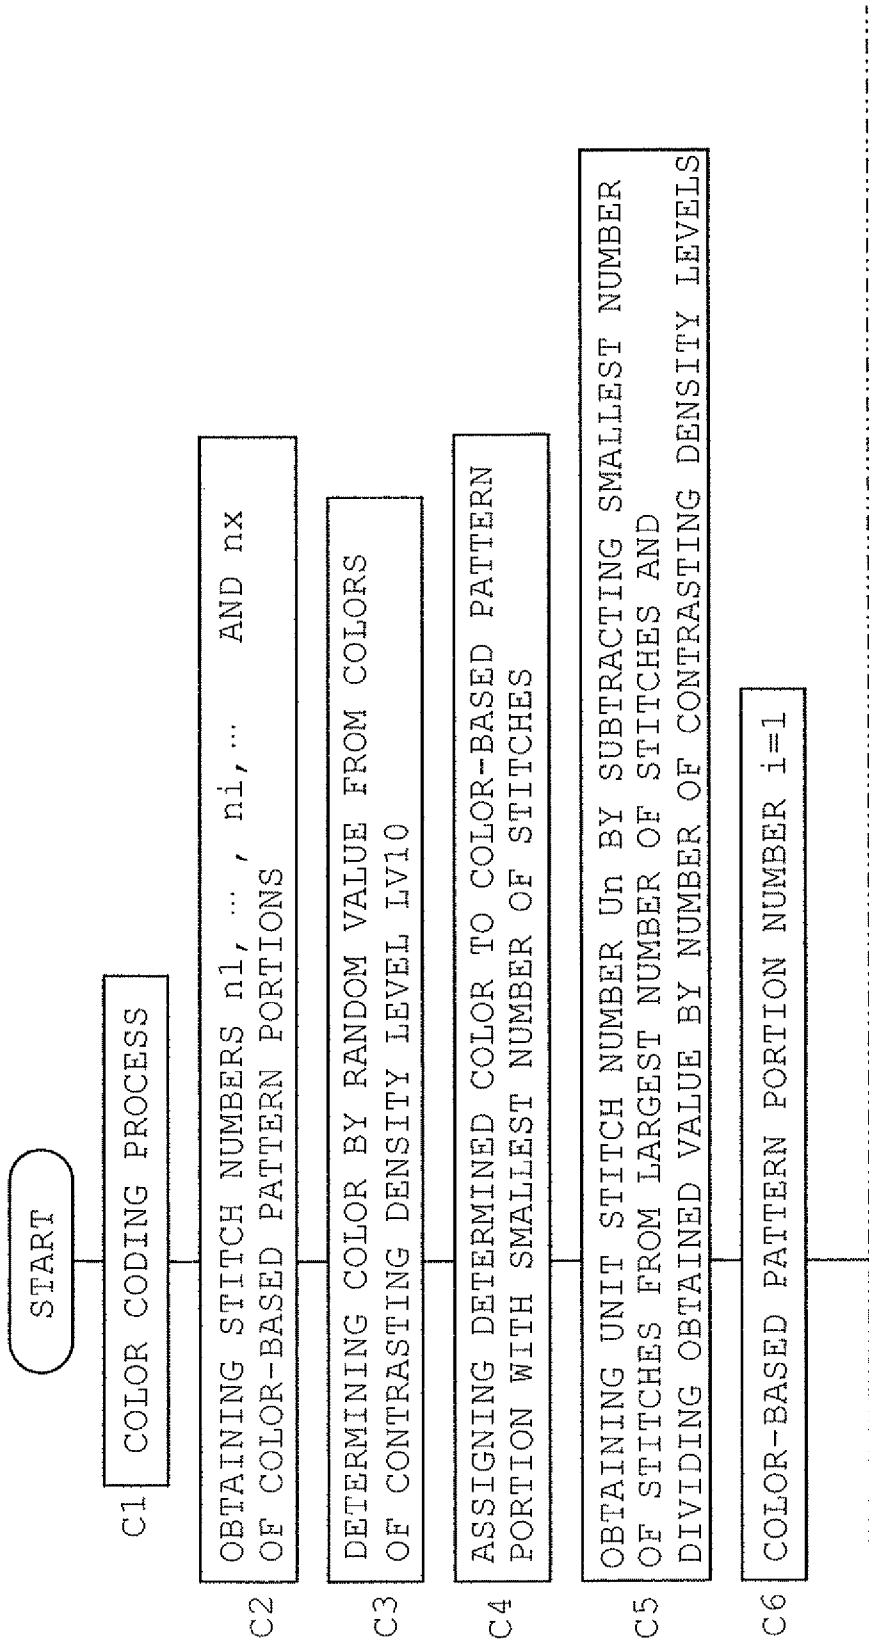 START
C1 COLOR CODING PROCESS
C2 OBTAINING STITCH NUMBERS n1, ... , ni, ... AND nx
OF COLOR-BASED PATTERN PORTIONS
C3 DETERMINING COLOR BY RANDOM VALUE FROM COLORS
OF CONTRASTING DENSITY LEVEL LV10
C4 ASSIGNING DETERMINED COLOR TO COLOR-BASED PATTERN
PORTION WITH SMALLEST NUMBER OF STITCHES
C5 OBTAINING UNIT STITCH NUMBER Un BY SUBTRACTING SMALLEST NUMBER
OF STITCHES FROM LARGEST NUMBER OF STITCHES AND
DIVIDING OBTAINED VALUE BY NUMBER OF CONTRASTING DENSITY LEVELS
C6 COLOR-BASED PATTERN PORTION NUMBER i=1